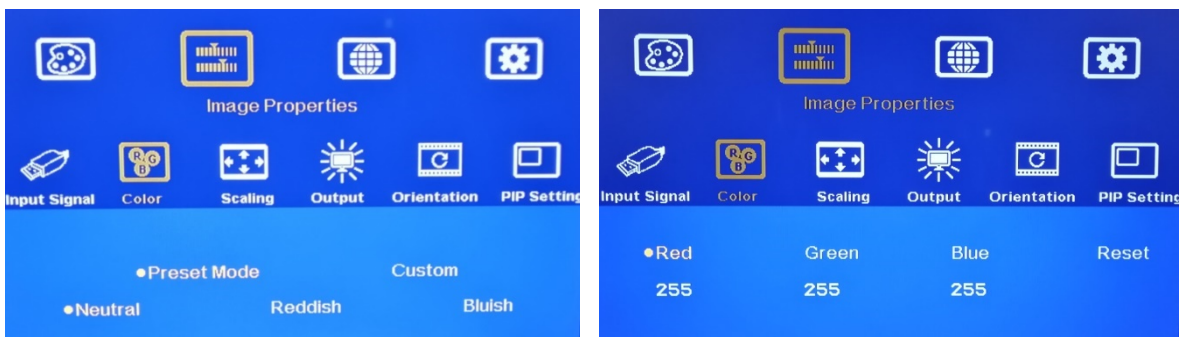 Image Properties
Input Signal Color Scaling Output Orientation PIP Setting
R G B
●Preset Mode Custom
●Neutral Reddish Bluish
Image Properties
Input Signal Color Scaling Output Orientation PIP Setting
R G B
●Red Green Blue Reset
255 255 255